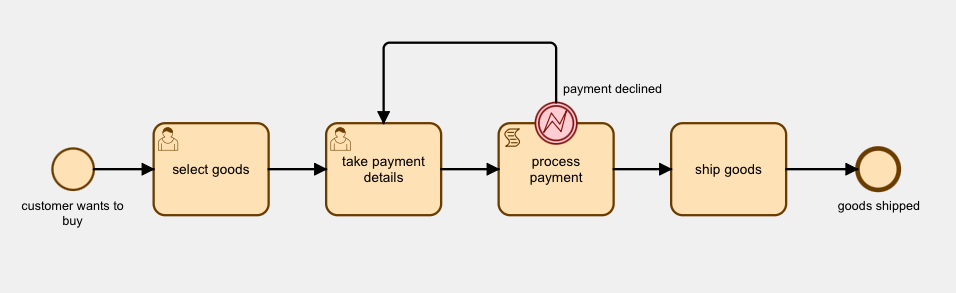 payment declined
select goods
take payment
details
process
payment
ship goods
customer wants to
buy
goods shipped